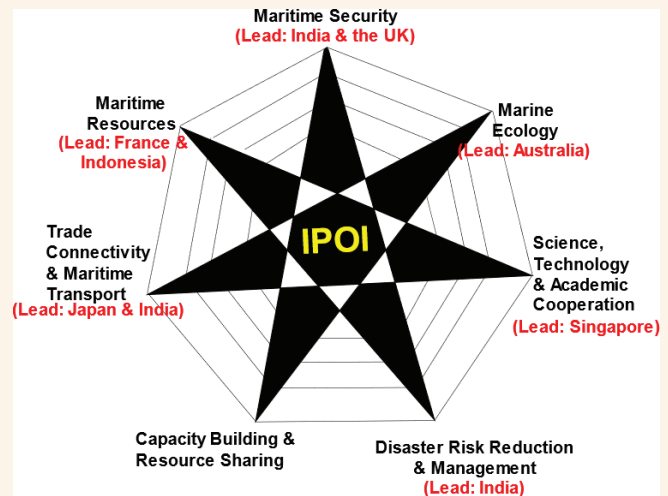 Maritime Security
(Lead: India & the UK)
Marine
Ecology
(Lead: Australia)
Maritime
Resources
(Lead: France &
Indonesia)
IPOI
Trade
Connectivity
& Maritime
Transport
(Lead: Japan & India)
Science,
Technology
& Academic
Cooperation
(Lead: Singapore)
Capacity Building &
Resource Sharing
Disaster Risk Reduction
& Management
(Lead: India)